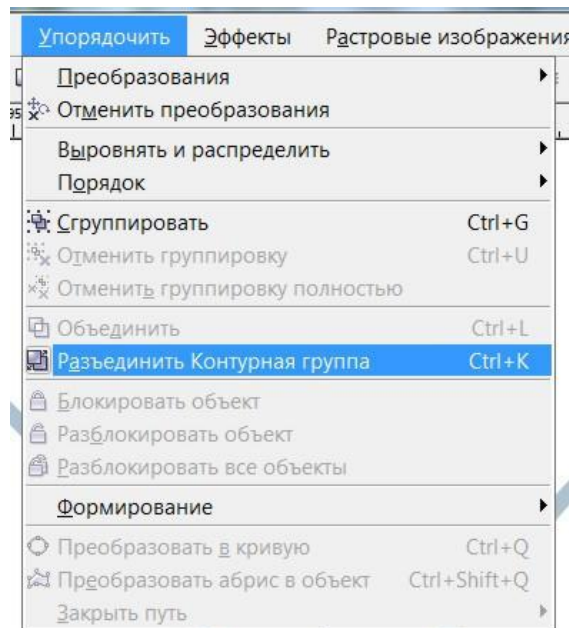 Упорядочить Эффекты Растровые изображения
95
Преобразования
Отменить преобразования
Выровнять и распределить
Порядок
Сгруппировать Ctrl+G
Отменить группировку Ctrl+U
Отменить группировку полностью
Объединить Ctrl+L
Разъединить Контурная группа Ctrl+K
Блокировать объект
Разблокировать объект
Разблокировать все объекты
Формирование
Преобразовать в кривую Ctrl+Q
Преобразовать абрис в объект Ctrl+Shift+Q
Закрыть путь